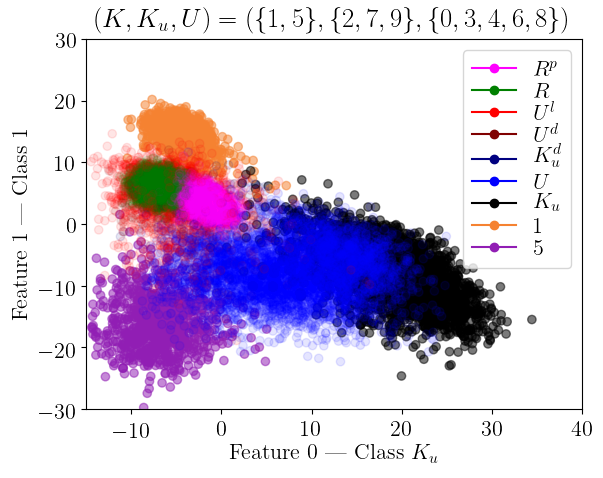 (K, K_u, U) = ({1, 5}, {2, 7, 9}, {0, 3, 4, 6, 8})
Feature 1 — Class 1
30
20
10
0
−10
−20
−30
−10
0
10
20
30
40
Feature 0 — Class K_u
R^p
R
U^l
U^d
K_u^d
U
K_u
1
5